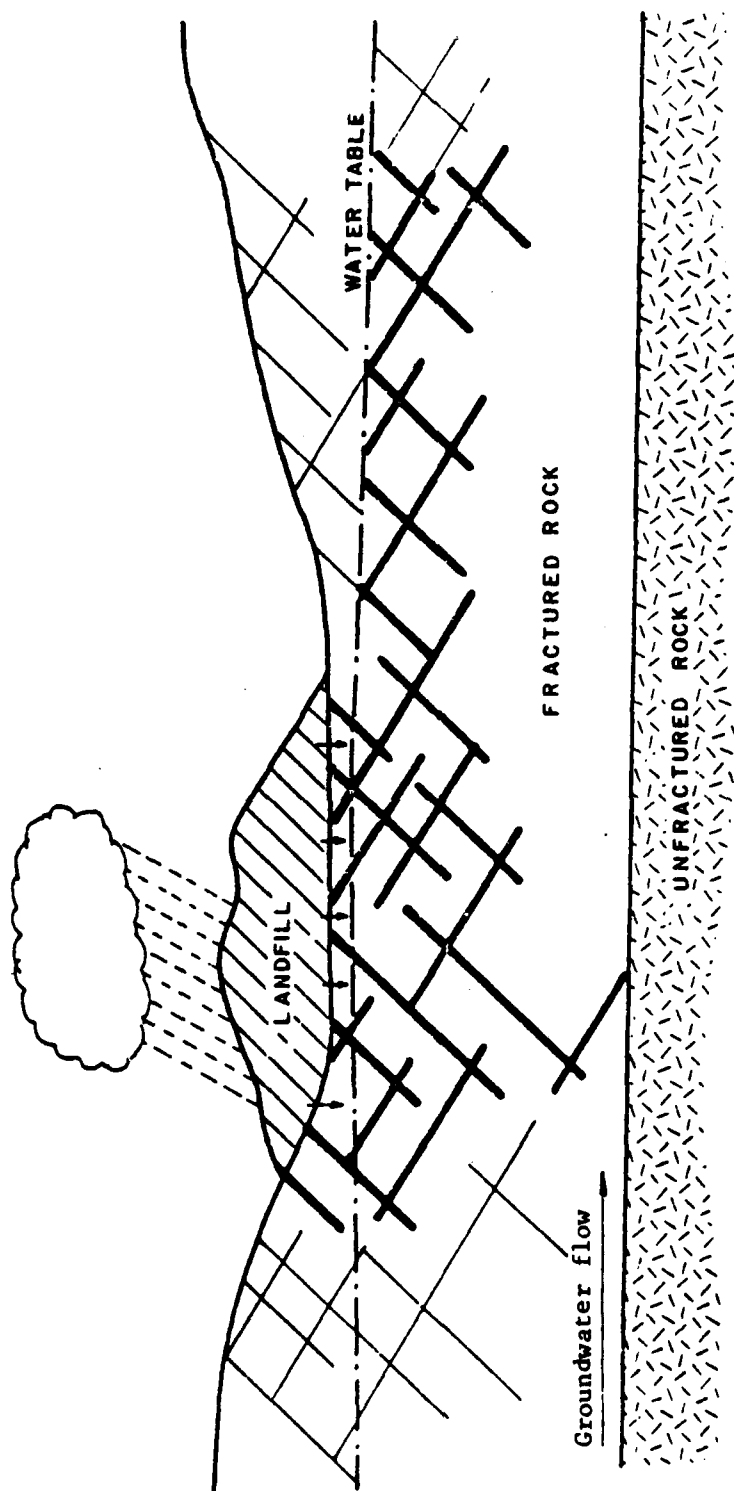 LANDFILL
WATER TABLE
FRACTURED ROCK
Groundwater flow
UNFRACTURED ROCK